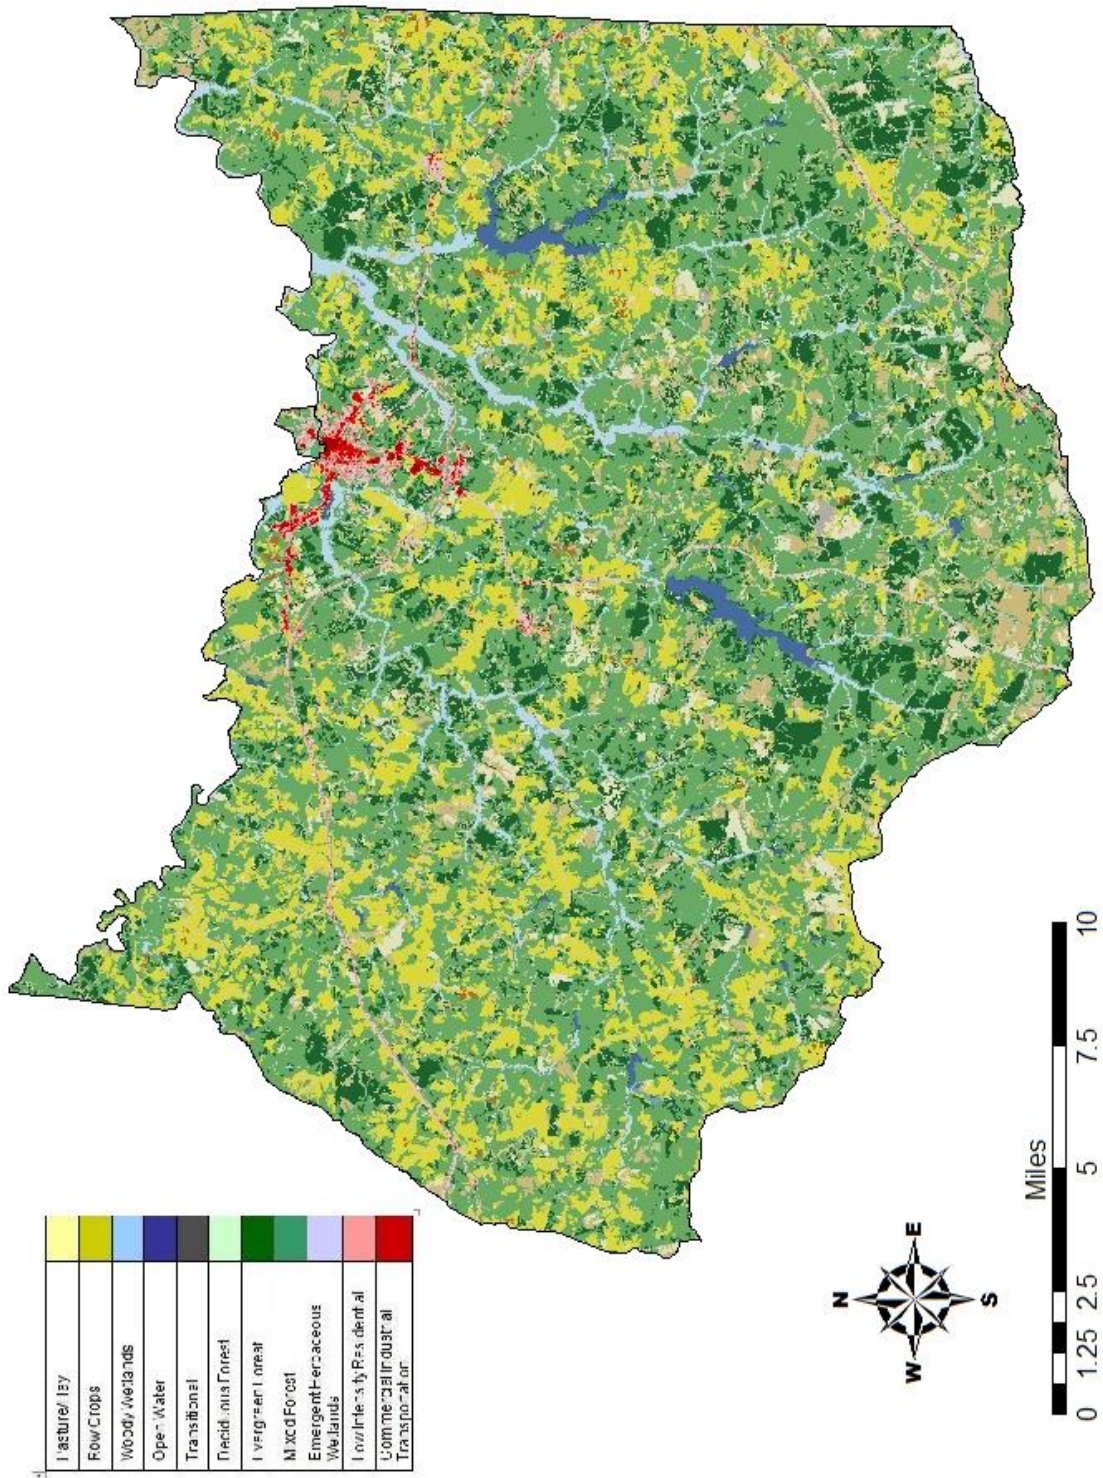 Pasture/Hay
Row Crops
Woody Wetlands
Open Water
Transitional
Deciduous Forest
Evergreen Forest
Mixed Forest
Emergent Herbaceous
Wetlands
Low Intensity Residential
Commercial Industrial
Transportation
N
W
E
S
Miles
0 1.25 2.5 5 7.5 10